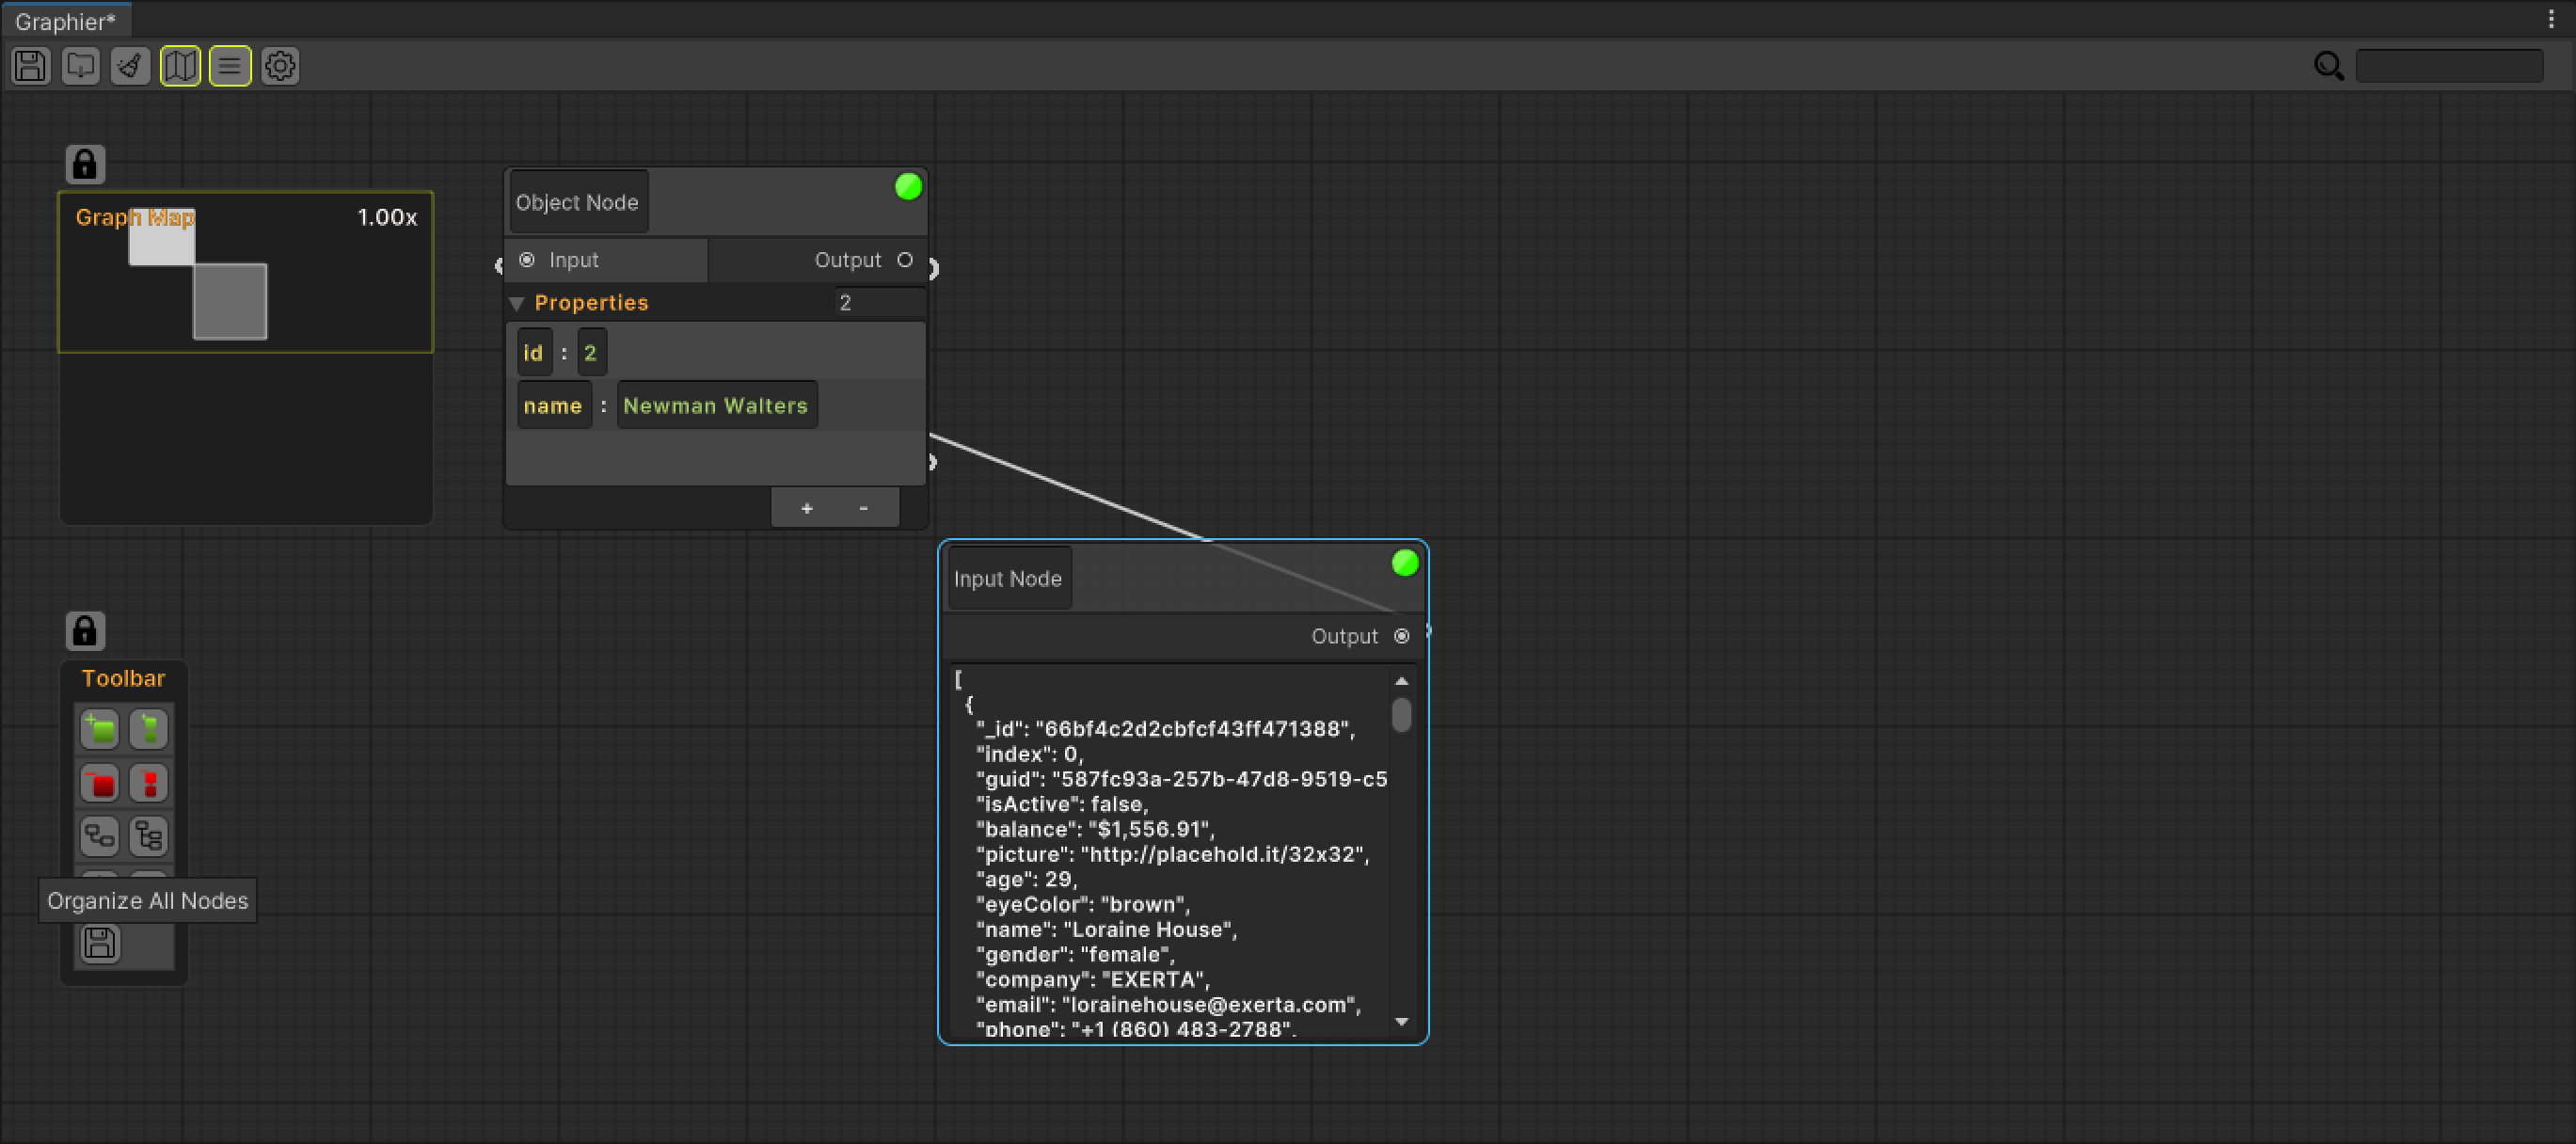 Graphier*
Graph Map 1.00x
Object Node
Input Output
Properties 2
id : 2
name : Newman Walters
+ -
Input Node
Output
[
{
"_id": "66bf4c2d2cbfcf43ff471388",
"index": 0,
"guid": "587fc93a-257b-47d8-9519-c5
"isActive": false,
"balance": "$1,556.91",
"picture": "http://placehold.it/32x32",
"age": 29,
"eyeColor": "brown",
"name": "Loraine House",
"gender": "female",
"company": "EXERTA",
"email": "lorainehouse@exerta.com",
"phone": "+1 (860) 483-2788",
Toolbar
Organize All Nodes